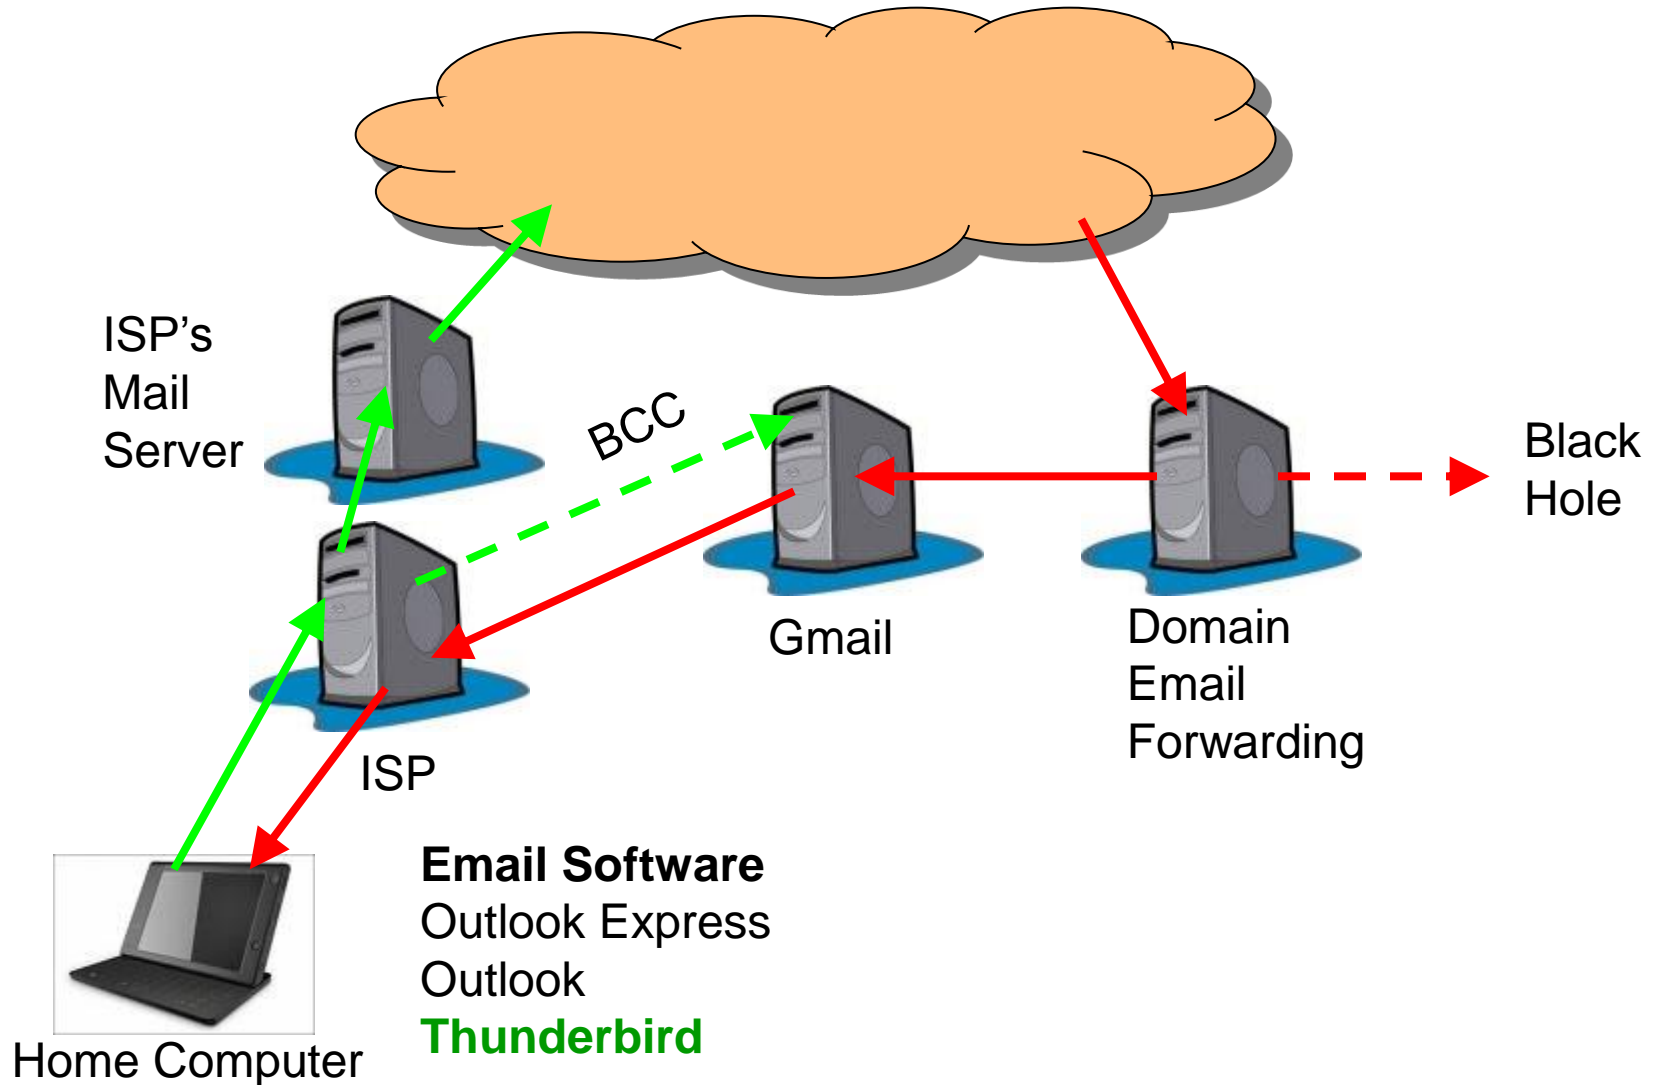 ISP’s
Mail
Server
BCC
Black
Hole
Gmail
Domain
Email
Forwarding
ISP
Email Software
Outlook Express
Outlook
Thunderbird
Home Computer